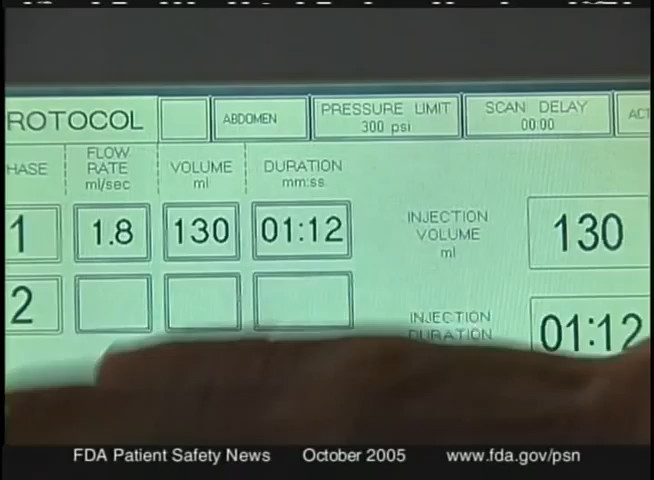 ROTOCOL
ABDOMEN
PRESSURE LIMIT
300 psi
SCAN DELAY
00:00
HASE
FLOW
RATE
ml/sec
VOLUME
ml
DURATION
mm:ss
1
1.8
130
01:12
INJECTION
VOLUME
ml
130
2
INJECTION
DURATION
01:12
FDA Patient Safety News October 2005 www.fda.gov/psn